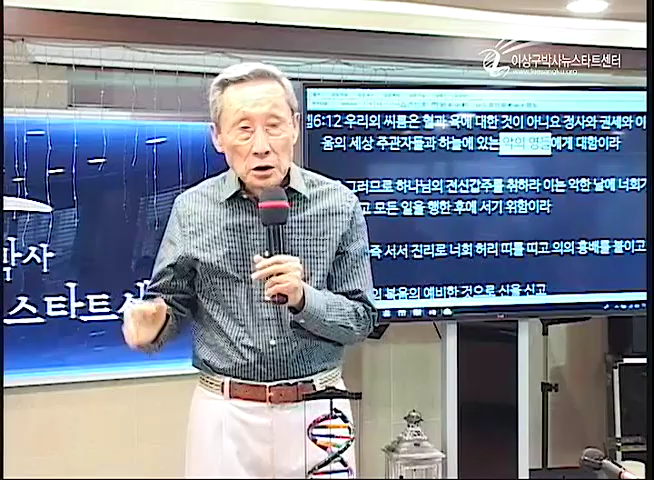 이상구박사뉴스타트센터
www.leesangku.org
6:12 우리의 씨름은 혈과 육에 대한 것이 아니요 정사와 권세와 이
움의 세상 주관자들과 하늘에 있는 악의 영들에게 대함이라
그러므로 하나님의 전신갑주를 취하라 이는 악한 날에 너희가
고 모든 일을 행한 후에 서기 위함이라
즉 서서 진리로 너희 허리 띠를 띠고 의의 흉배를 붙이고
의 복음의 예비한 것으로 신을 신고
박사
스타트센